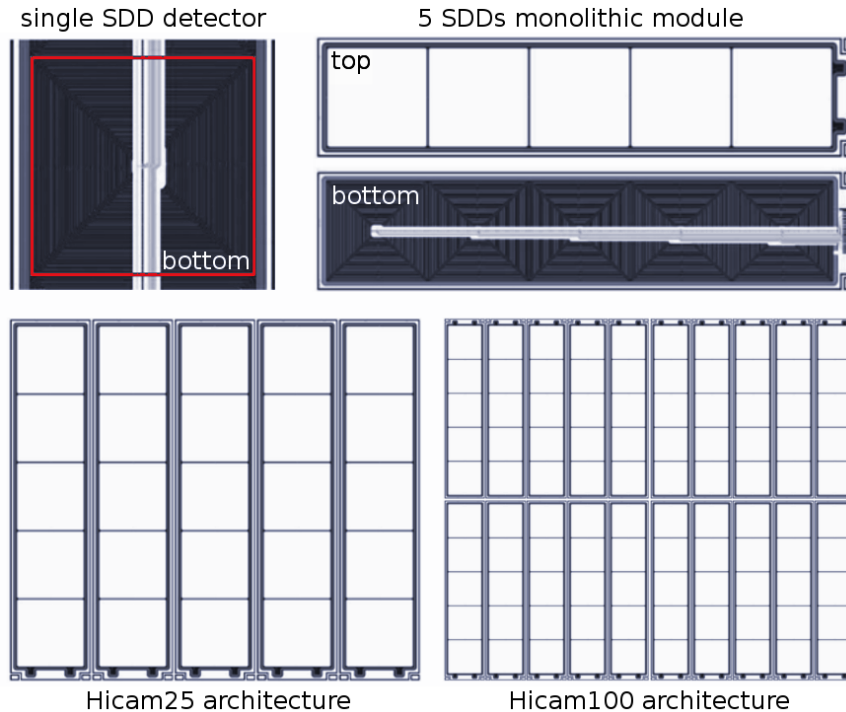 single SDD detector
5 SDDs monolithic module
top
bottom
bottom
Hicam25 architecture
Hicam100 architecture